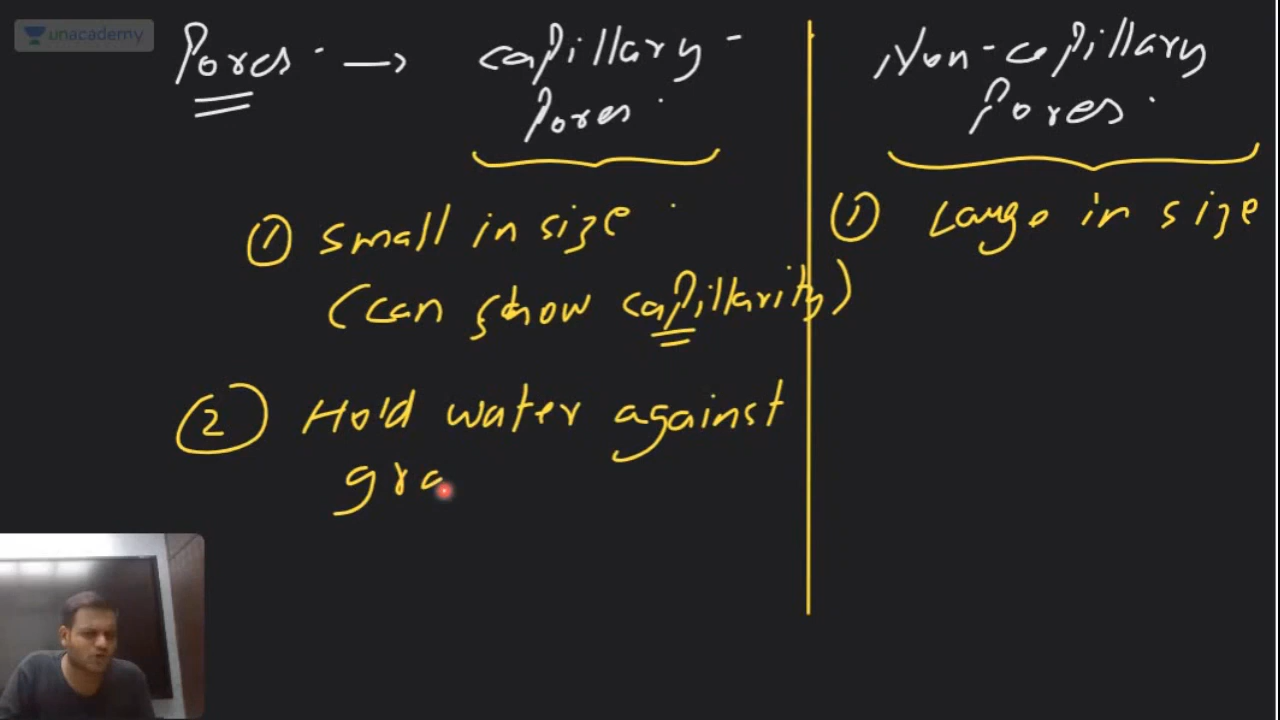 unacademy
Pores → capillary Pores
Non-capillary Pores
① Small in size
(can show capillarity)
② Hold water against
gra
① Large in size